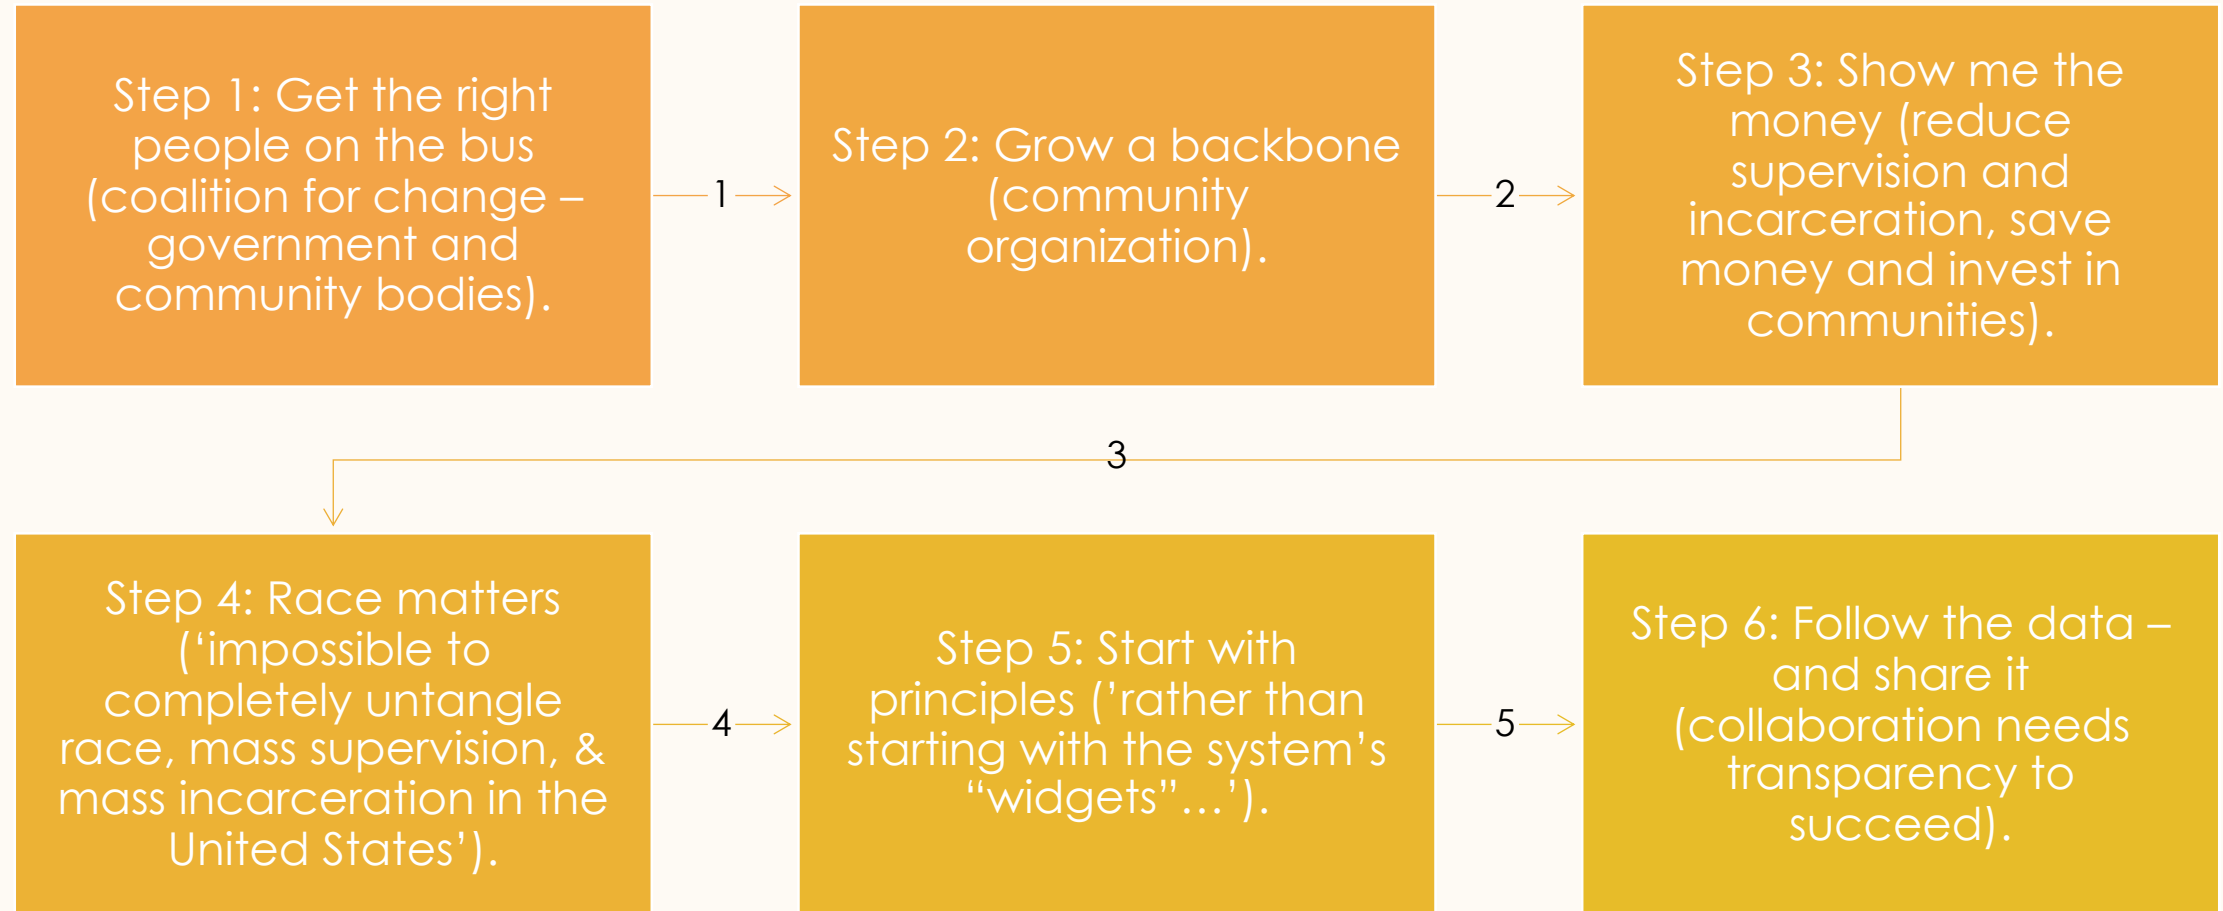 Step 1: Get the right
people on the bus
(coalition for change –
government and
community bodies).
1
Step 2: Grow a backbone
(community
organization).
2
Step 3: Show me the
money (reduce
supervision and
incarceration, save
money and invest in
communities).
3
Step 4: Race matters
(‘impossible to
completely untangle
race, mass supervision, &
mass incarceration in the
United States’).
4
Step 5: Start with
principles (’rather than
starting with the system’s
“widgets”…’).
5
Step 6: Follow the data –
and share it
(collaboration needs
transparency to
succeed).